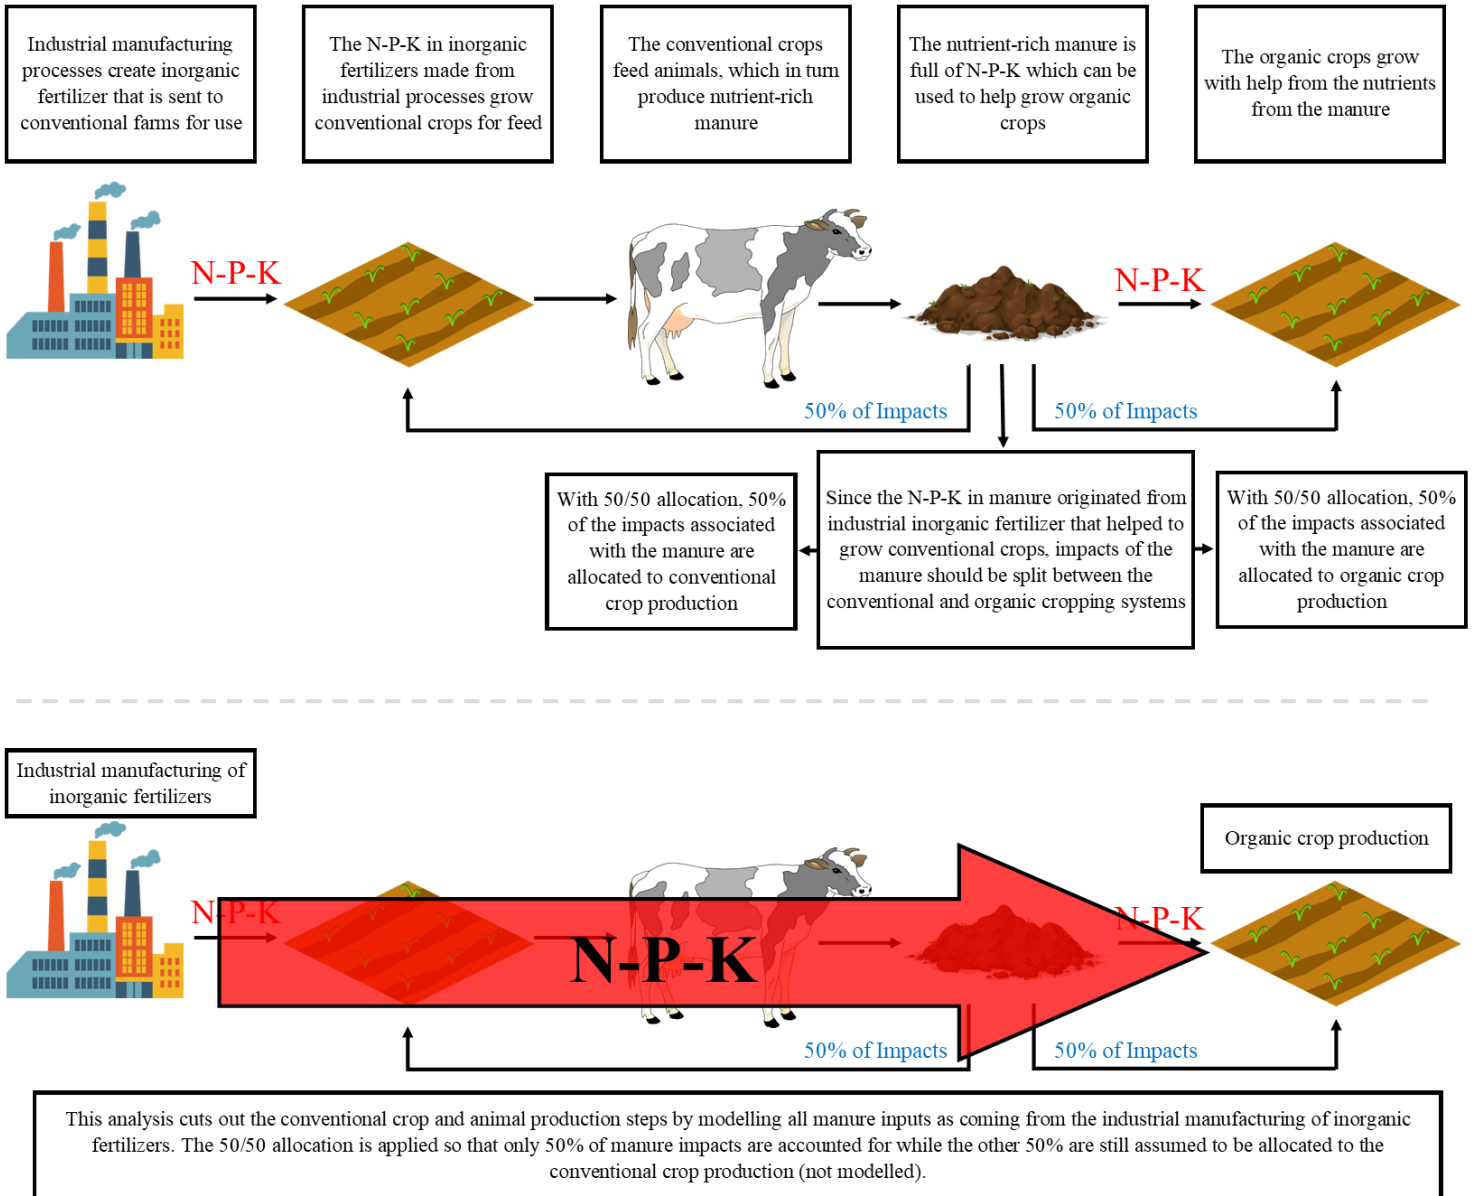 Industrial manufacturing
processes create inorganic
fertilizer that is sent to
conventional farms for use
The N-P-K in inorganic
fertilizers made from
industrial processes grow
conventional crops for feed
The conventional crops
feed animals, which in turn
produce nutrient-rich
manure
The nutrient-rich manure is
full of N-P-K which can be
used to help grow organic
crops
The organic crops grow
with help from the nutrients
from the manure
N-P-K
N-P-K
50% of Impacts
50% of Impacts
With 50/50 allocation, 50%
of the impacts associated
with the manure are
allocated to conventional
crop production
Since the N-P-K in manure originated from
industrial inorganic fertilizer that helped to
grow conventional crops, impacts of the
manure should be split between the
conventional and organic cropping systems
With 50/50 allocation, 50%
of the impacts associated
with the manure are
allocated to organic crop
production
Industrial manufacturing of
inorganic fertilizers
Organic crop production
N-P-K
N-P-K
N-P-K
50% of Impacts
50% of Impacts
This analysis cuts out the conventional crop and animal production steps by modelling all manure inputs as coming from the industrial manufacturing of inorganic
fertilizers. The 50/50 allocation is applied so that only 50% of manure impacts are accounted for while the other 50% are still assumed to be allocated to the
conventional crop production (not modelled).